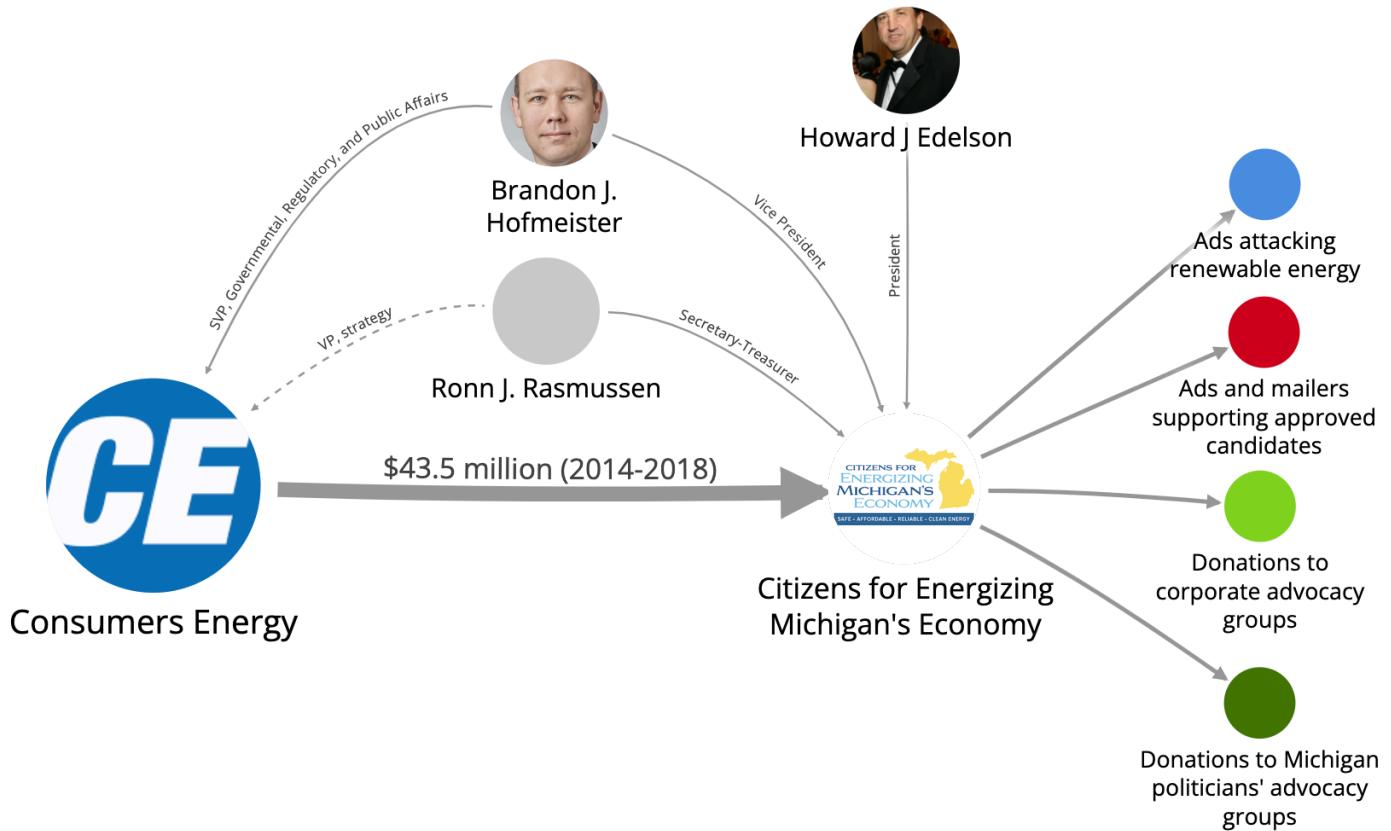 Howard J Edelson
SVP, Governmental, Regulatory, and Public Affairs
Brandon J.
Hofmeister
Vice President
President
Ads attacking
renewable energy
VP, strategy
Secretary-Treasurer
Ronn J. Rasmussen
Ads and mailers
supporting approved
candidates
CE
$43.5 million (2014-2018)
CITIZENS FOR
ENERGIZING
MICHIGAN'S
ECONOMY
SAFE - AFFORDABLE - RELIABLE - CLEAN ENERGY
Consumers Energy
Citizens for Energizing
Michigan's Economy
Donations to
corporate advocacy
groups
Donations to Michigan
politicians' advocacy
groups